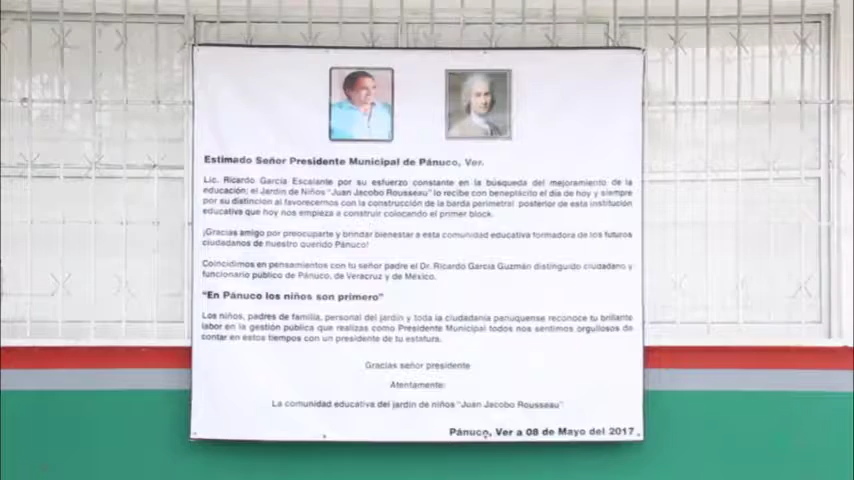 Estimado Señor Presidente Municipal de Pánuco, Ver.
Lic. Ricardo García Escalante por su esfuerzo constante en la búsqueda del mejoramiento de la
educación; el Jardín de Niños "Juan Jacobo Rousseau" lo recibe con beneplácito el día de hoy y siempre
por su distinción al favorecernos con la construcción de la barda perimetral posterior de esta institución
educativa que hoy nos empieza a construir colocando el primer block.
¡Gracias amigo por preocuparte y brindar bienestar a esta comunidad educativa formadora de los futuros
ciudadanos de nuestro querido Pánuco!
Coincidimos en pensamientos con tu señor padre el Dr. Ricardo García Guzmán distinguido ciudadano y
funcionario público de Pánuco, de Veracruz y de México.
"En Pánuco los niños son primero"
Los niños, padres de familia, personal del jardín y toda la ciudadanía panuquense reconoce tu brillante
labor en la gestión pública que realizas como Presidente Municipal todos nos sentimos orgullosos de
contar en estos tiempos con un presidente de tu estatura.
Gracias señor presidente
Atentamente:
La comunidad educativa del jardín de niños "Juan Jacobo Rousseau"
Pánuco, Ver a 08 de Mayo del 2017